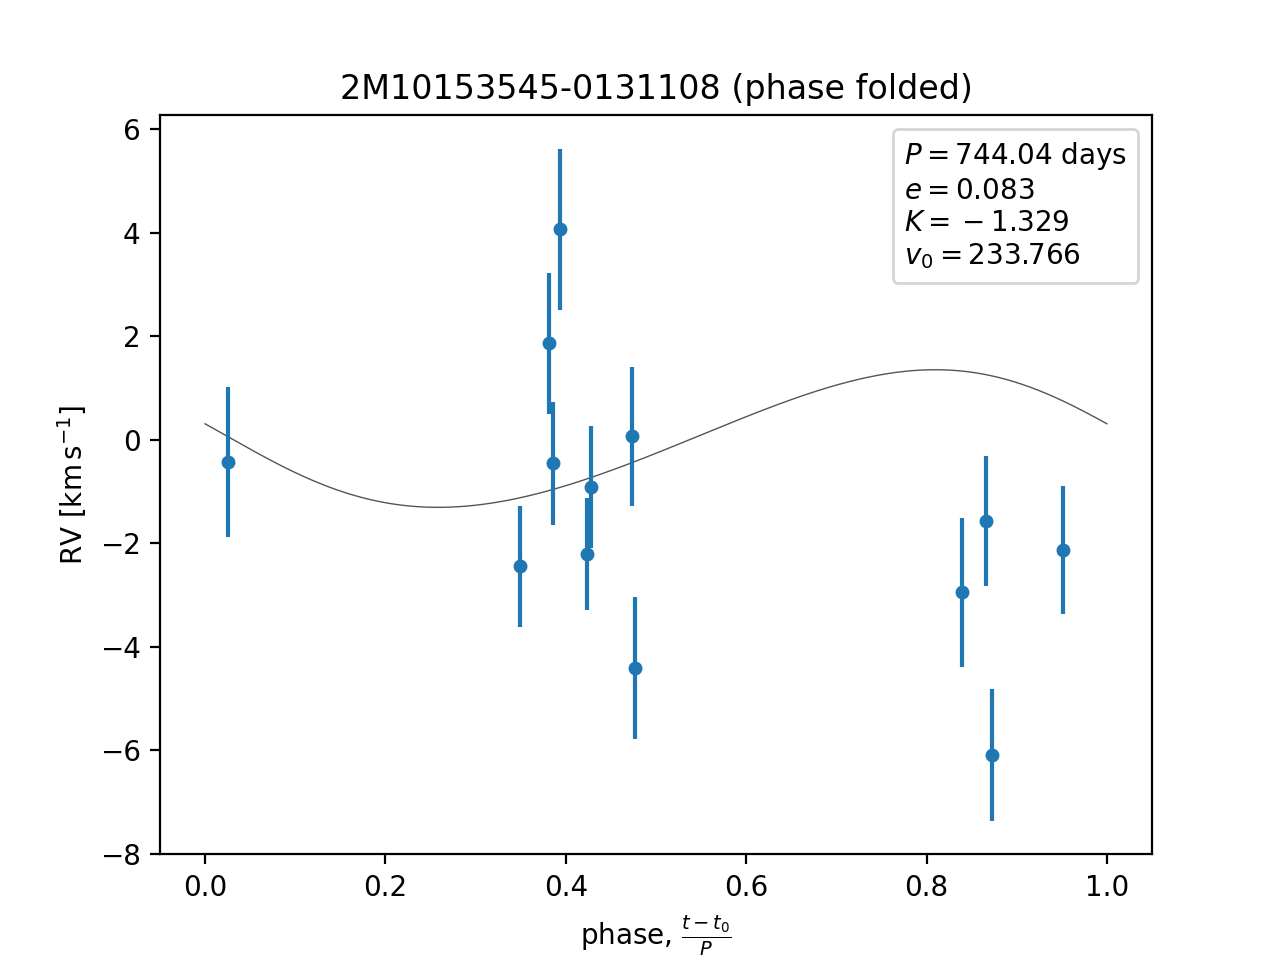 2M10153545-0131108 (phase folded)
P = 744.04 days
e = 0.083
K = −1.329
v₀ = 233.766
RV [km s⁻¹]
6
4
2
0
−2
−4
−6
−8
0.0 0.2 0.4 0.6 0.8 1.0
phase, (t − t₀)/P